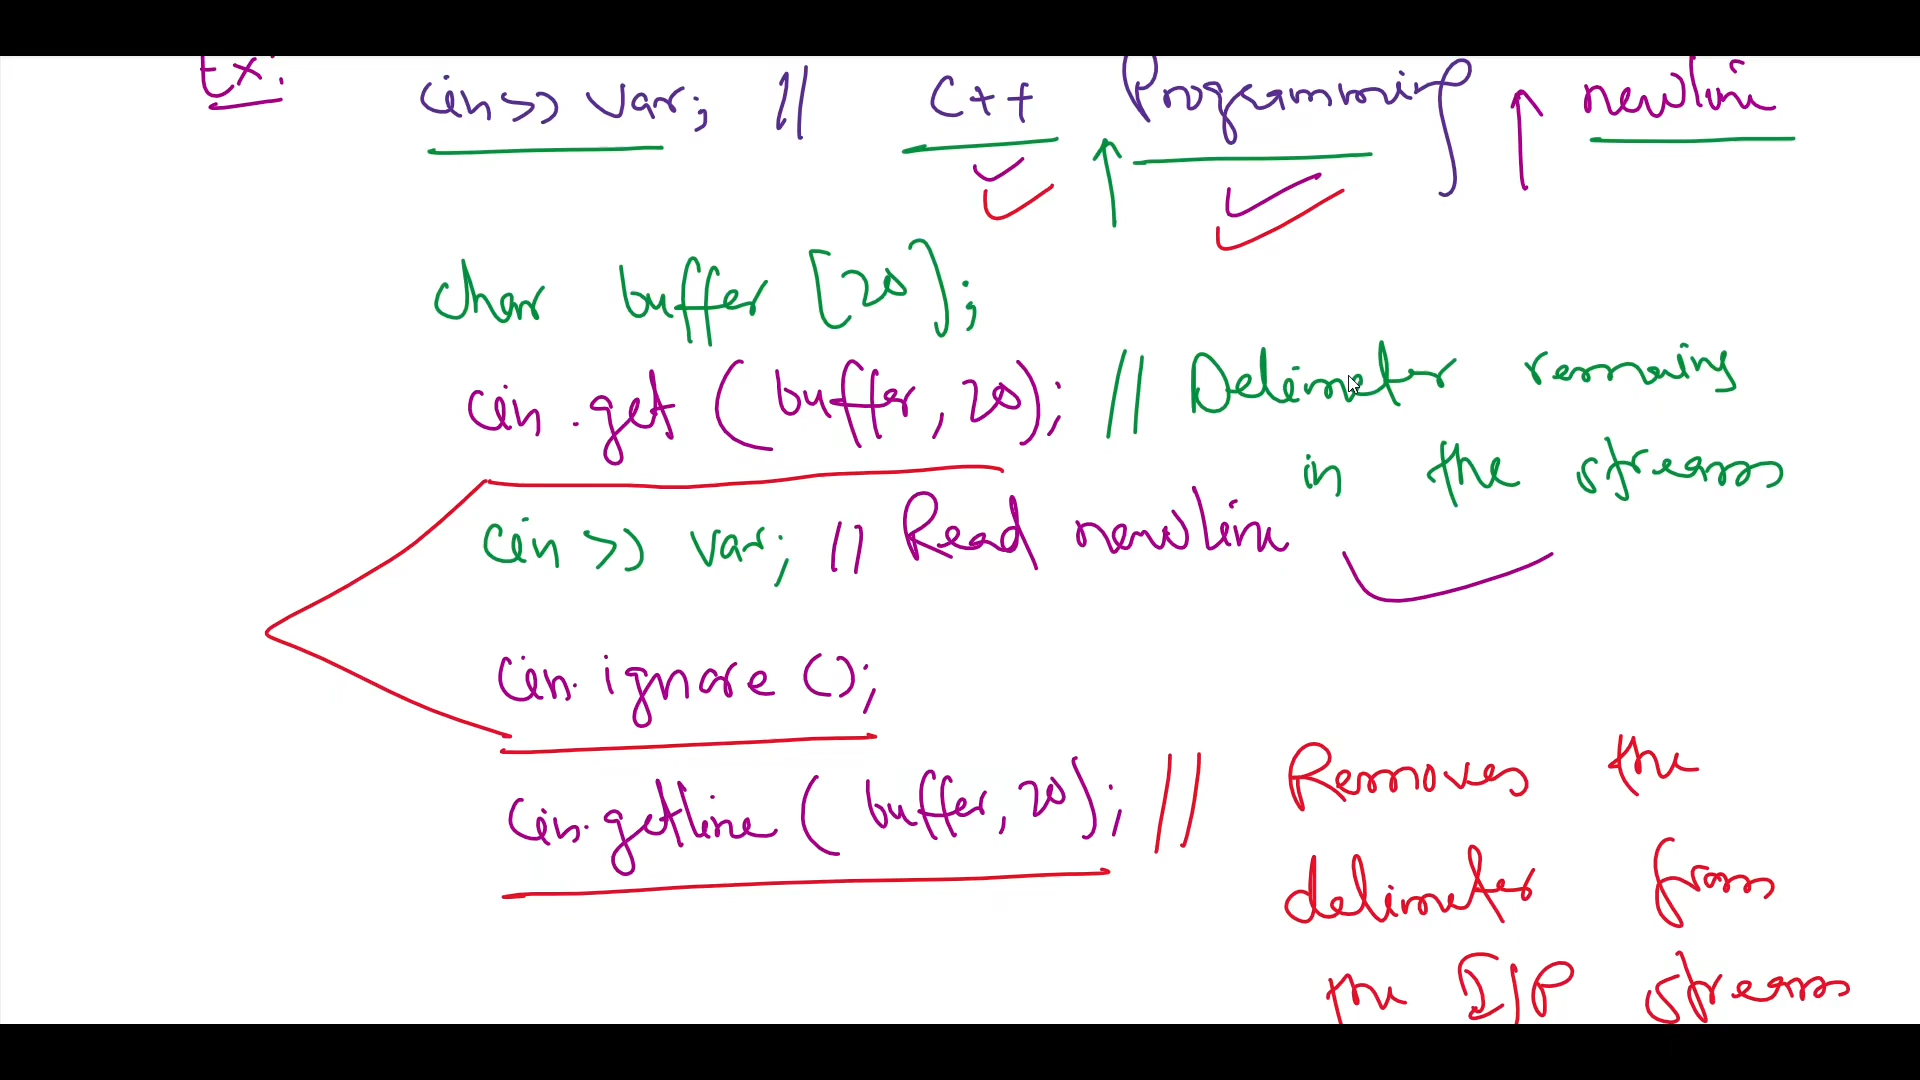 Ex:
cin >> var; // C++ Programming newline
char buffer [20];
cin.get (buffer, 20); // Delimeter remaining
in the stream
cin >> var; // Read newline
cin.ignore ();
cin.getline (buffer, 20); // Removes the
delimeter from
the I/P stream